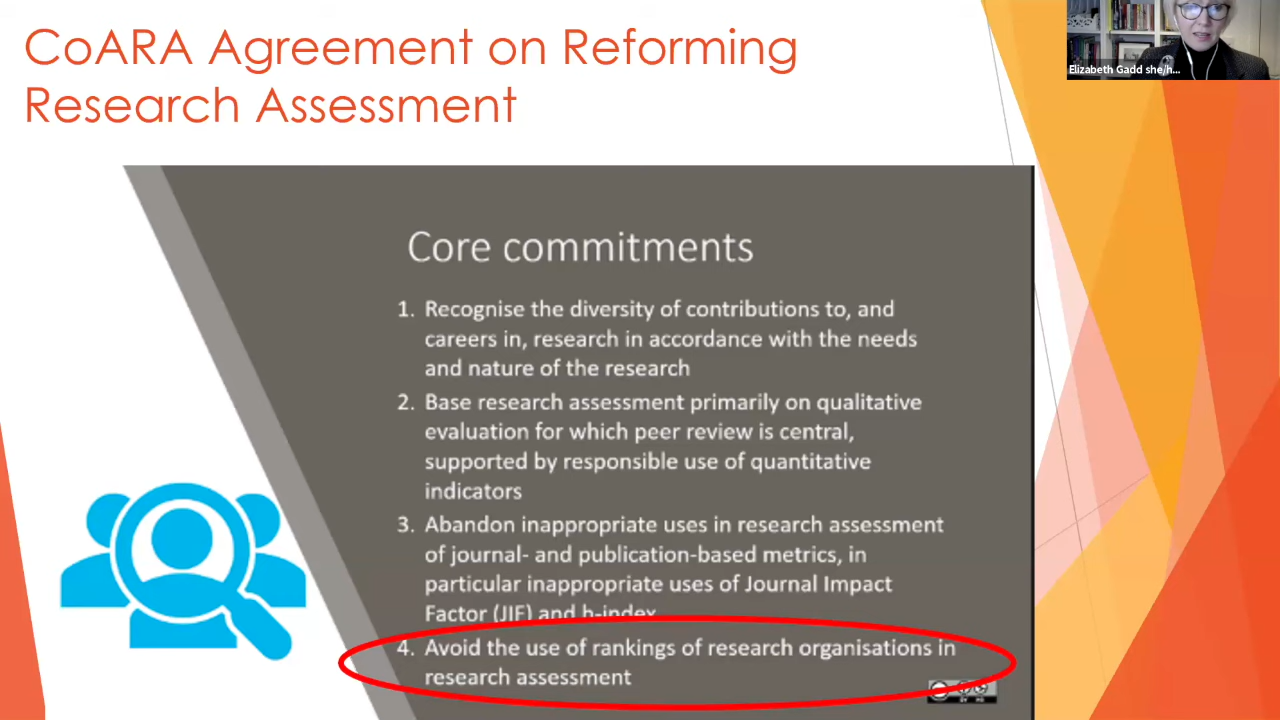 CoARA Agreement on Reforming
Research Assessment
Elizabeth Gadd she/h...
Core commitments
1. Recognise the diversity of contributions to, and
careers in, research in accordance with the needs
and nature of the research
2. Base research assessment primarily on qualitative
evaluation for which peer review is central,
supported by responsible use of quantitative
indicators
3. Abandon inappropriate uses in research assessment
of journal- and publication-based metrics, in
particular inappropriate uses of Journal Impact
Factor (JIF) and h-index
4. Avoid the use of rankings of research organisations in
research assessment